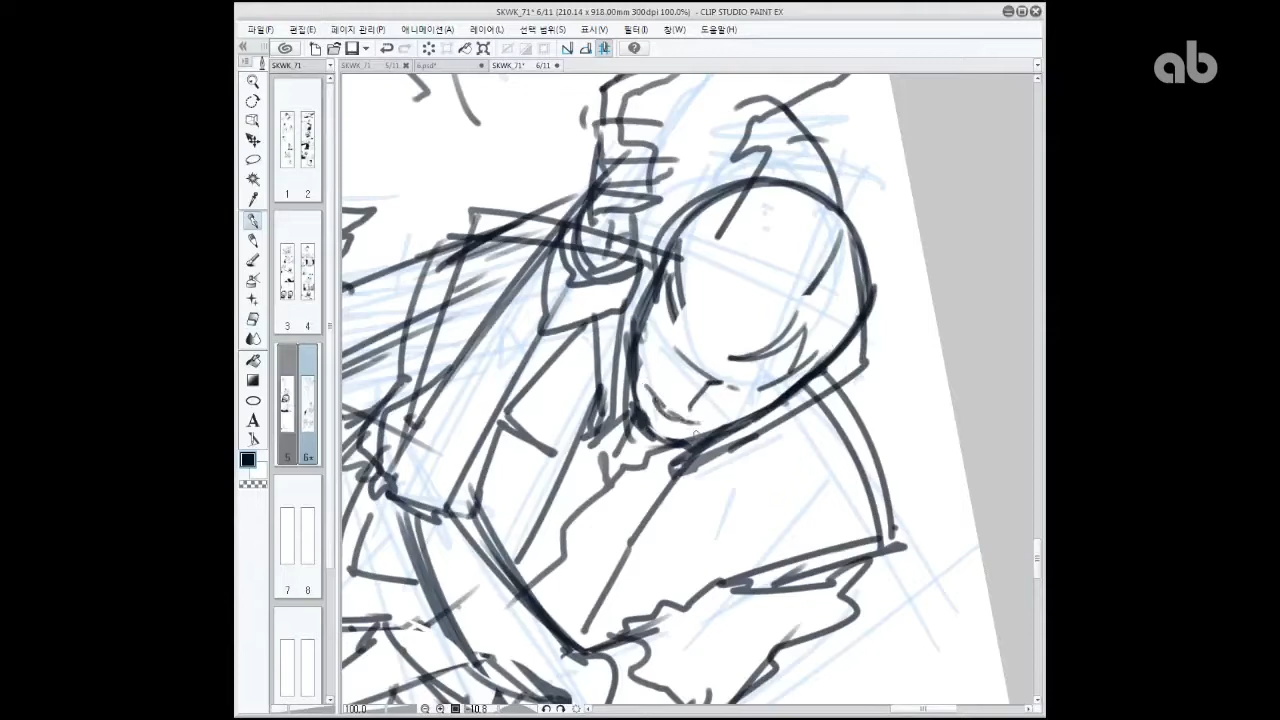 SKWK_71* 6/11 (210.14 x 918.00mm 300dpi 100.0%) - CLIP STUDIO PAINT EX
파일(F) 편집(E) 페이지 관리(P) 애니메이션(A) 레이어(L) 선택 범위(S) 표시(V) 필터(I) 창(W) 도움말(H)
SKWK_71 SKWK_71 5/11 SKWK_71* 6/11
ab
1 2
3 4
5 6*
7 8
A
100.0